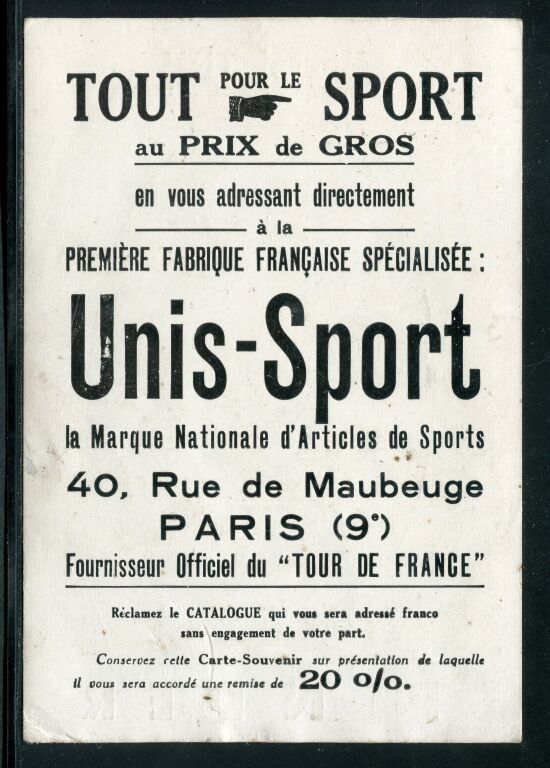 TOUT POUR LE SPORT
au PRIX de GROS
en vous adressant directement
à la
PREMIÈRE FABRIQUE FRANÇAISE SPÉCIALISÉE :
Unis-Sport
la Marque Nationale d'Articles de Sports
40, Rue de Maubeuge
PARIS (9e)
Fournisseur Officiel du "TOUR DE FRANCE"
Réclamez le CATALOGUE qui vous sera adressé franco
sans engagement de votre part.
Conservez cette Carte-Souvenir sur présentation de laquelle
il vous sera accordé une remise de 20 o/o.